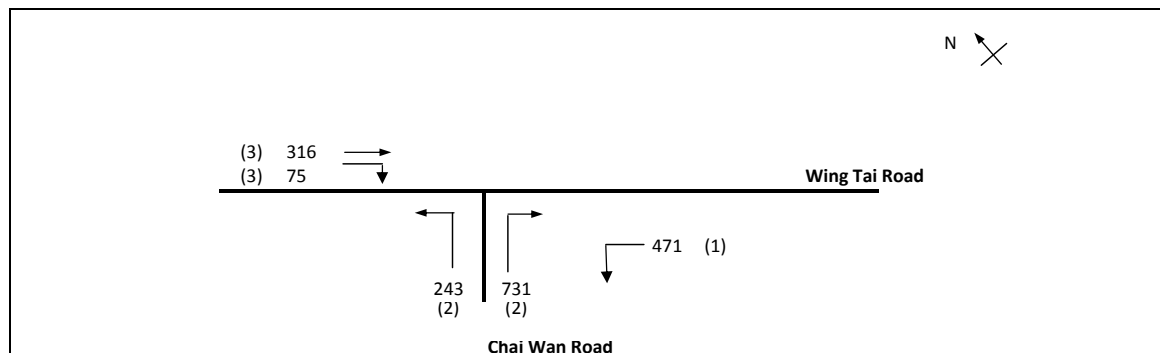 N
(3) 316
(3) 75
Wing Tai Road
471 (1)
243 731
(2) (2)
Chai Wan Road